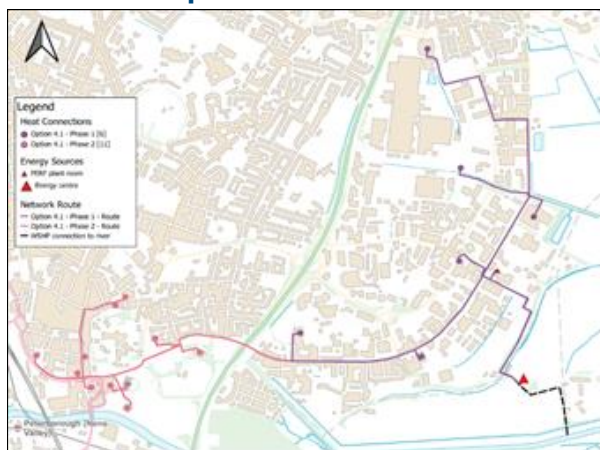 Legend
Heat Connections
Option 4.1 - Phase 1 [6]
Option 4.1 - Phase 2 [11]
Energy Sources
PERF plant room
Energy centre
Network Route
Option 4.1 - Phase 1 - Route
Option 4.1 - Phase 2 - Route
WSHP connection to river
Peterborough (Nene
Valley)